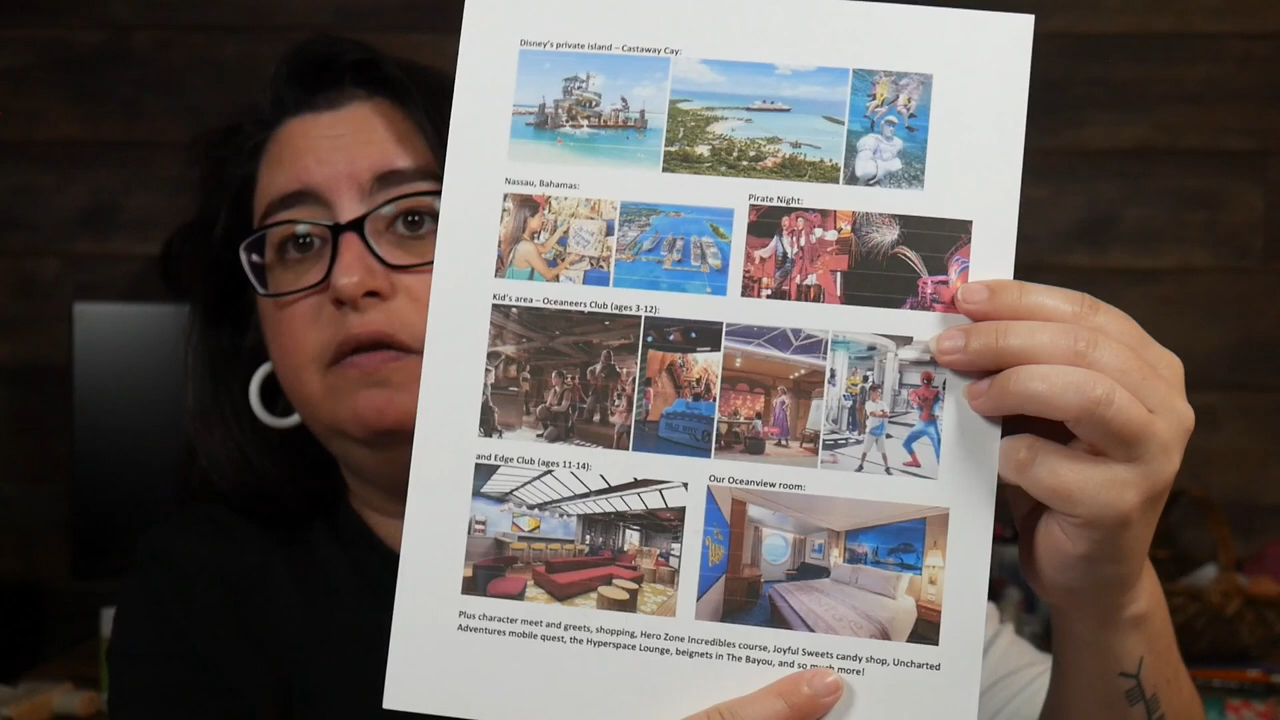 Disney's private island – Castaway Cay:
Nassau, Bahamas:
Pirate Night:
Kid's area – Oceaneers Club (ages 3-12):
and Edge Club (ages 11-14):
Our Oceanview room:
Plus character meet and greets, shopping, Hero Zone Incredibles course, Joyful Sweets candy shop, Uncharted
Adventures mobile quest, the Hyperspace Lounge, beignets in The Bayou, and so much more!